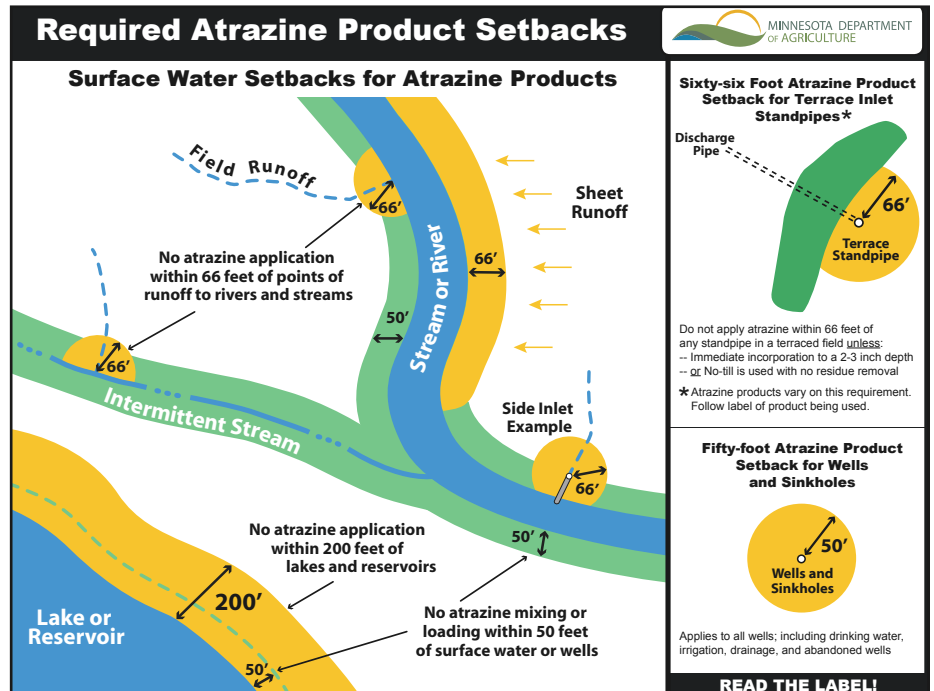 Required Atrazine Product Setbacks
MINNESOTA DEPARTMENT
OF AGRICULTURE
Surface Water Setbacks for Atrazine Products
Field Runoff
66’
No atrazine application
within 66 feet of points of
runoff to rivers and streams
66’
Sheet
Runoff
66’
50’
Stream or River
Intermittent Stream
Side Inlet
Example
66’
50’
No atrazine application
within 200 feet of
lakes and reservoirs
200’
Lake or
Reservoir
No atrazine mixing or
loading within 50 feet
of surface water or wells
50’
Sixty-six Foot Atrazine Product
Setback for Terrace Inlet
Standpipes*
Discharge
Pipe
66’
Terrace
Standpipe
Do not apply atrazine within 66 feet of
any standpipe in a terraced field unless:
-- Immediate incorporation to a 2-3 inch depth
-- or No-till is used with no residue removal
* Atrazine products vary on this requirement.
Follow label of product being used.
Fifty-foot Atrazine Product
Setback for Wells
and Sinkholes
50’
Wells and
Sinkholes
Applies to all wells; including drinking water,
irrigation, drainage, and abandoned wells
READ THE LABEL!